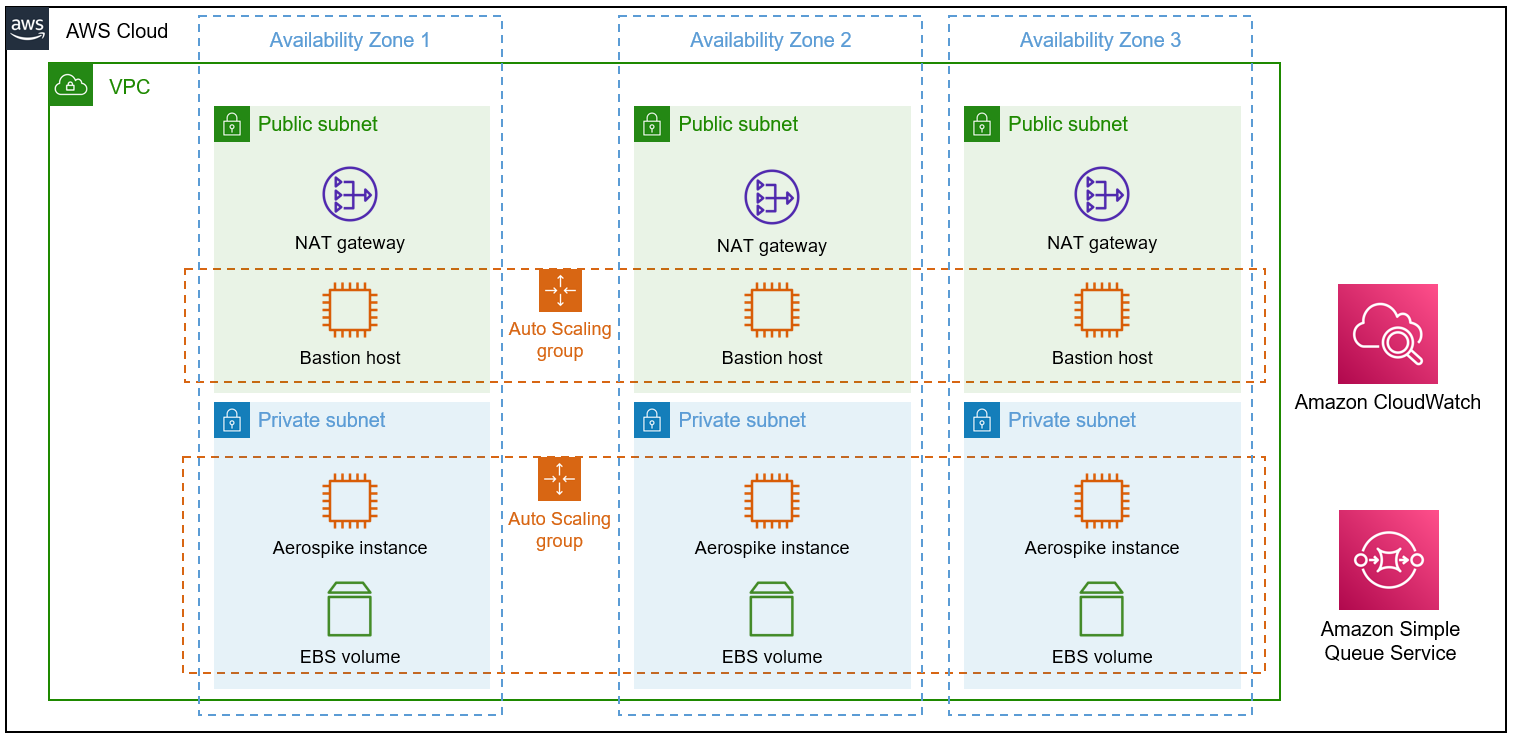 aws
AWS Cloud
Availability Zone 1
Availability Zone 2
Availability Zone 3
VPC
Public subnet
Public subnet
Public subnet
NAT gateway
NAT gateway
NAT gateway
Auto Scaling
group
Bastion host
Bastion host
Bastion host
Amazon CloudWatch
Private subnet
Private subnet
Private subnet
Auto Scaling
group
Aerospike instance
Aerospike instance
Aerospike instance
EBS volume
EBS volume
EBS volume
Amazon Simple
Queue Service